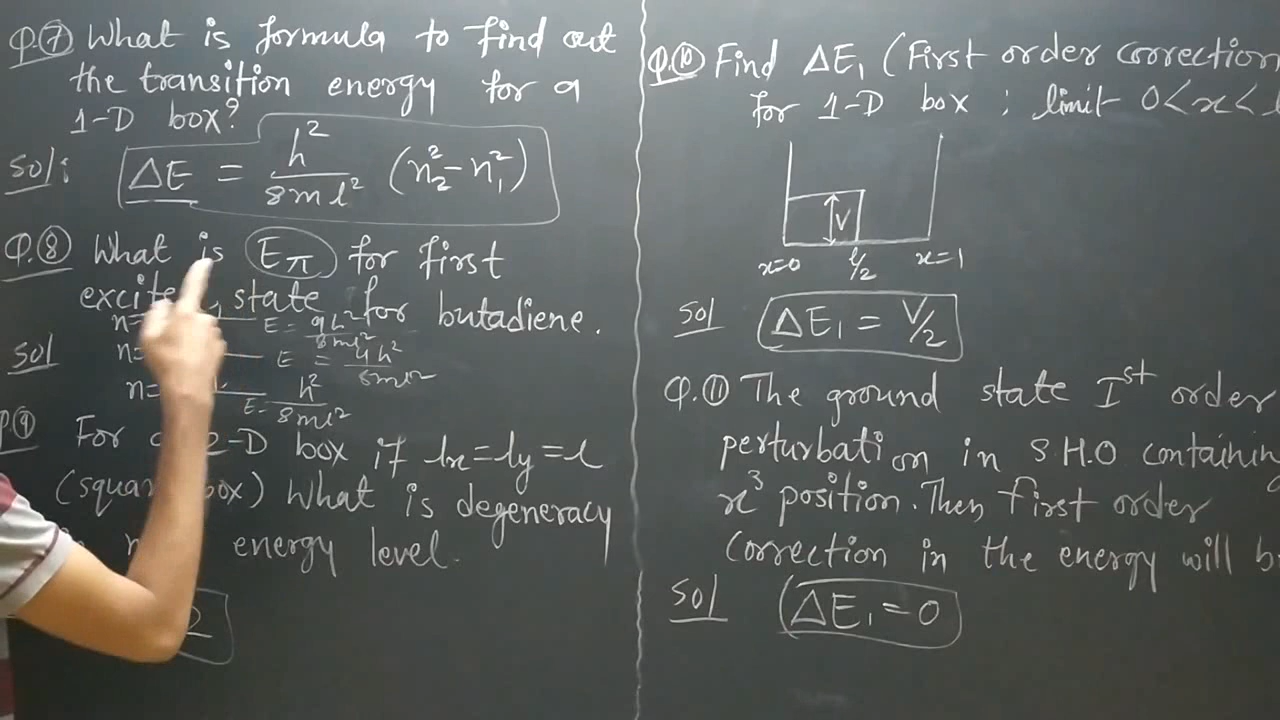 Q.⑦ What is formula to find out
the transition energy for a
1-D box?
Sol: ΔE = h²/8ml² (n₂²-n₁²)
Q.⑧ What is Eπ for first
excite state for butadiene.
n= E= 9h²/8ml²
Sol n= E = 4h²/8ml²
n= E= h²/8ml²
Q⑨ For 2-D box if lx=ly=l
(squar box) What is degeneracy
energy level.
2
Q.⑩ Find ΔE₁ (First order correction
for 1-D box ; limit 0<x<l
V
x=0 l/2 x=1
Sol ΔE₁ = V/2
Q.⑪ The ground state Iˢᵗ order
perturbation in S.H.O containing
x³ position. Then first order
correction in the energy will b
Sol ΔE₁ = 0